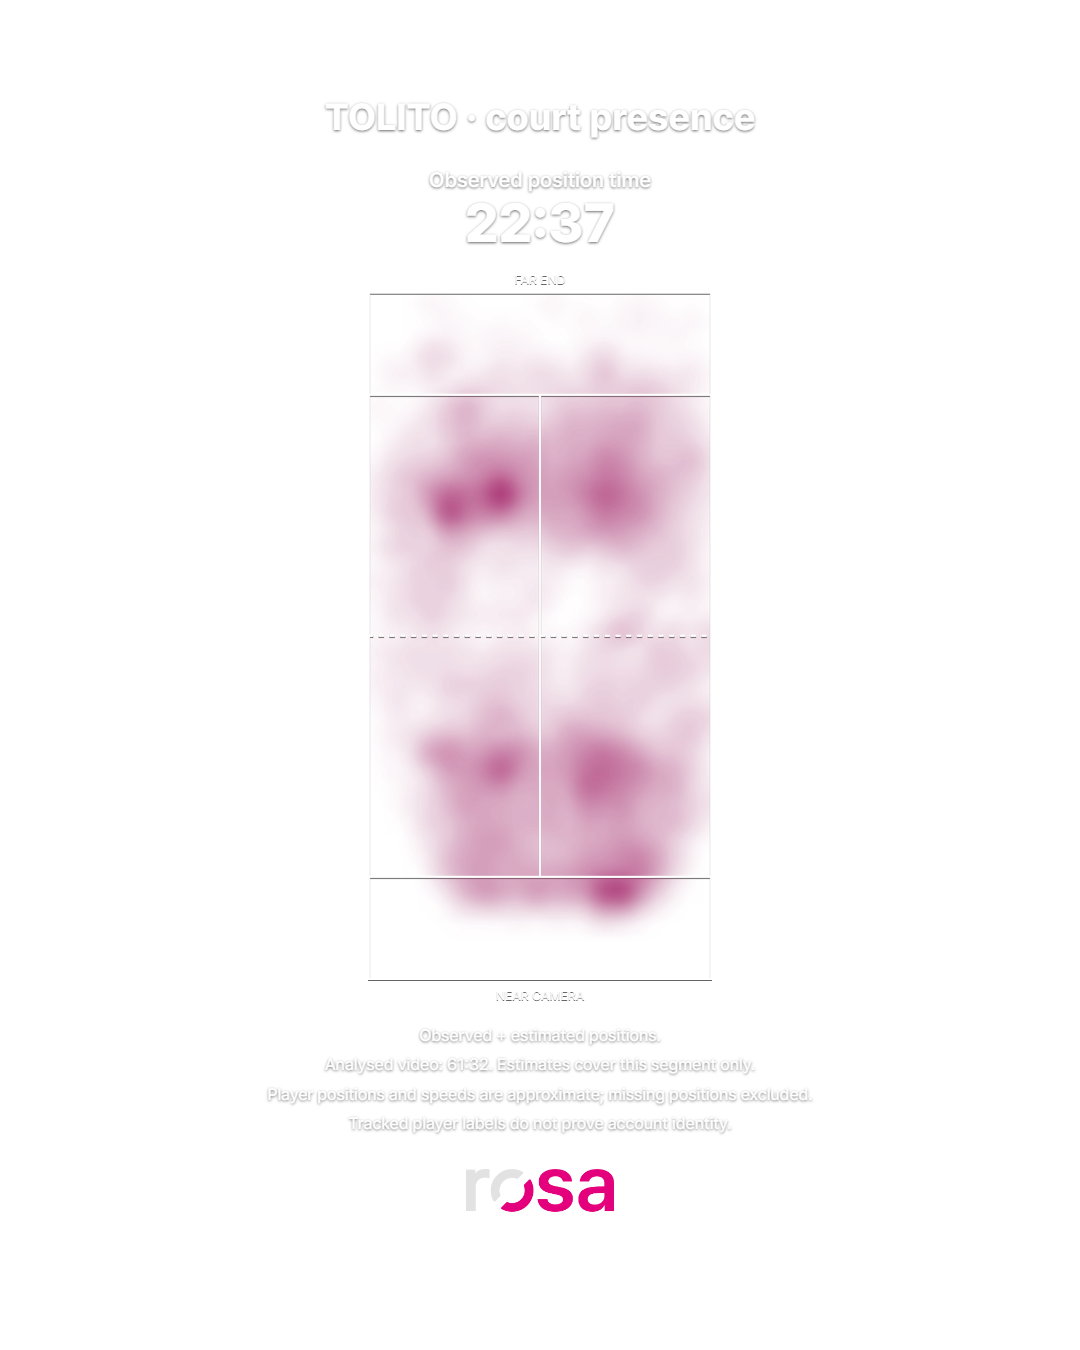 TOLITO · court presence
Observed position time
22:37
FAR END
NEAR CAMERA
Observed + estimated positions.
Analysed video: 61:32. Estimates cover this segment only.
Player positions and speeds are approximate; missing positions excluded.
Tracked player labels do not prove account identity.
rosa